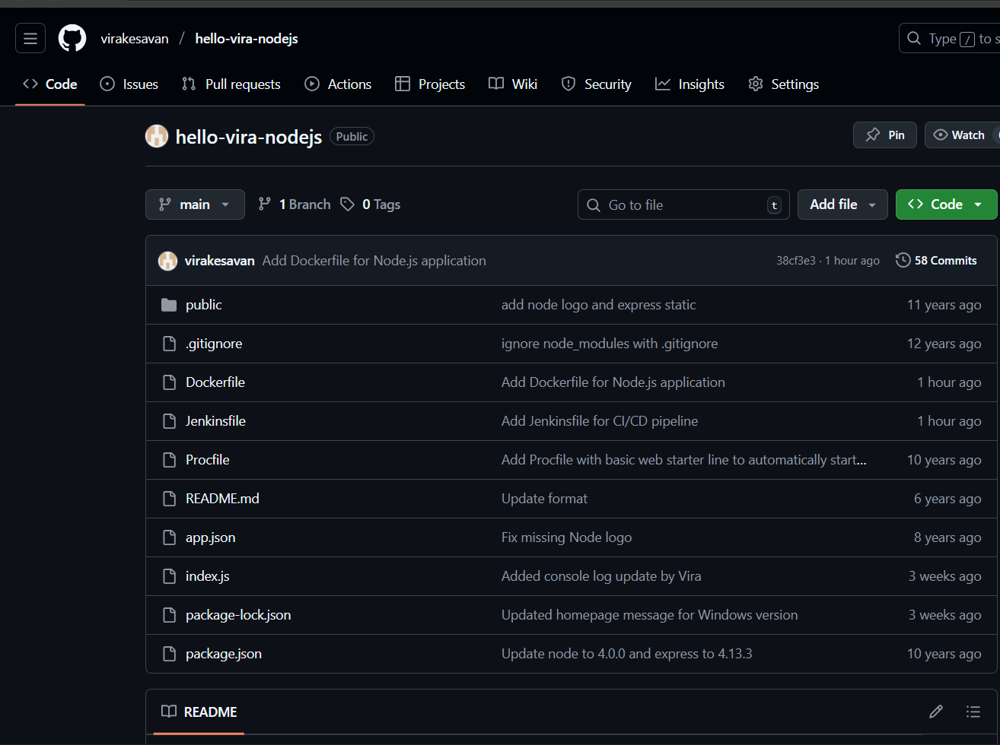 virakesavan / hello-vira-nodejs
Type / to s
Code Issues Pull requests Actions Projects Wiki Security Insights Settings
hello-vira-nodejs Public
Pin Watch
main 1 Branch 0 Tags Go to file t Add file Code
virakesavan Add Dockerfile for Node.js application 38cf3e3 · 1 hour ago 58 Commits
public add node logo and express static 11 years ago
.gitignore ignore node_modules with .gitignore 12 years ago
Dockerfile Add Dockerfile for Node.js application 1 hour ago
Jenkinsfile Add Jenkinsfile for CI/CD pipeline 1 hour ago
Procfile Add Procfile with basic web starter line to automatically start... 10 years ago
README.md Update format 6 years ago
app.json Fix missing Node logo 8 years ago
index.js Added console log update by Vira 3 weeks ago
package-lock.json Updated homepage message for Windows version 3 weeks ago
package.json Update node to 4.0.0 and express to 4.13.3 10 years ago
README